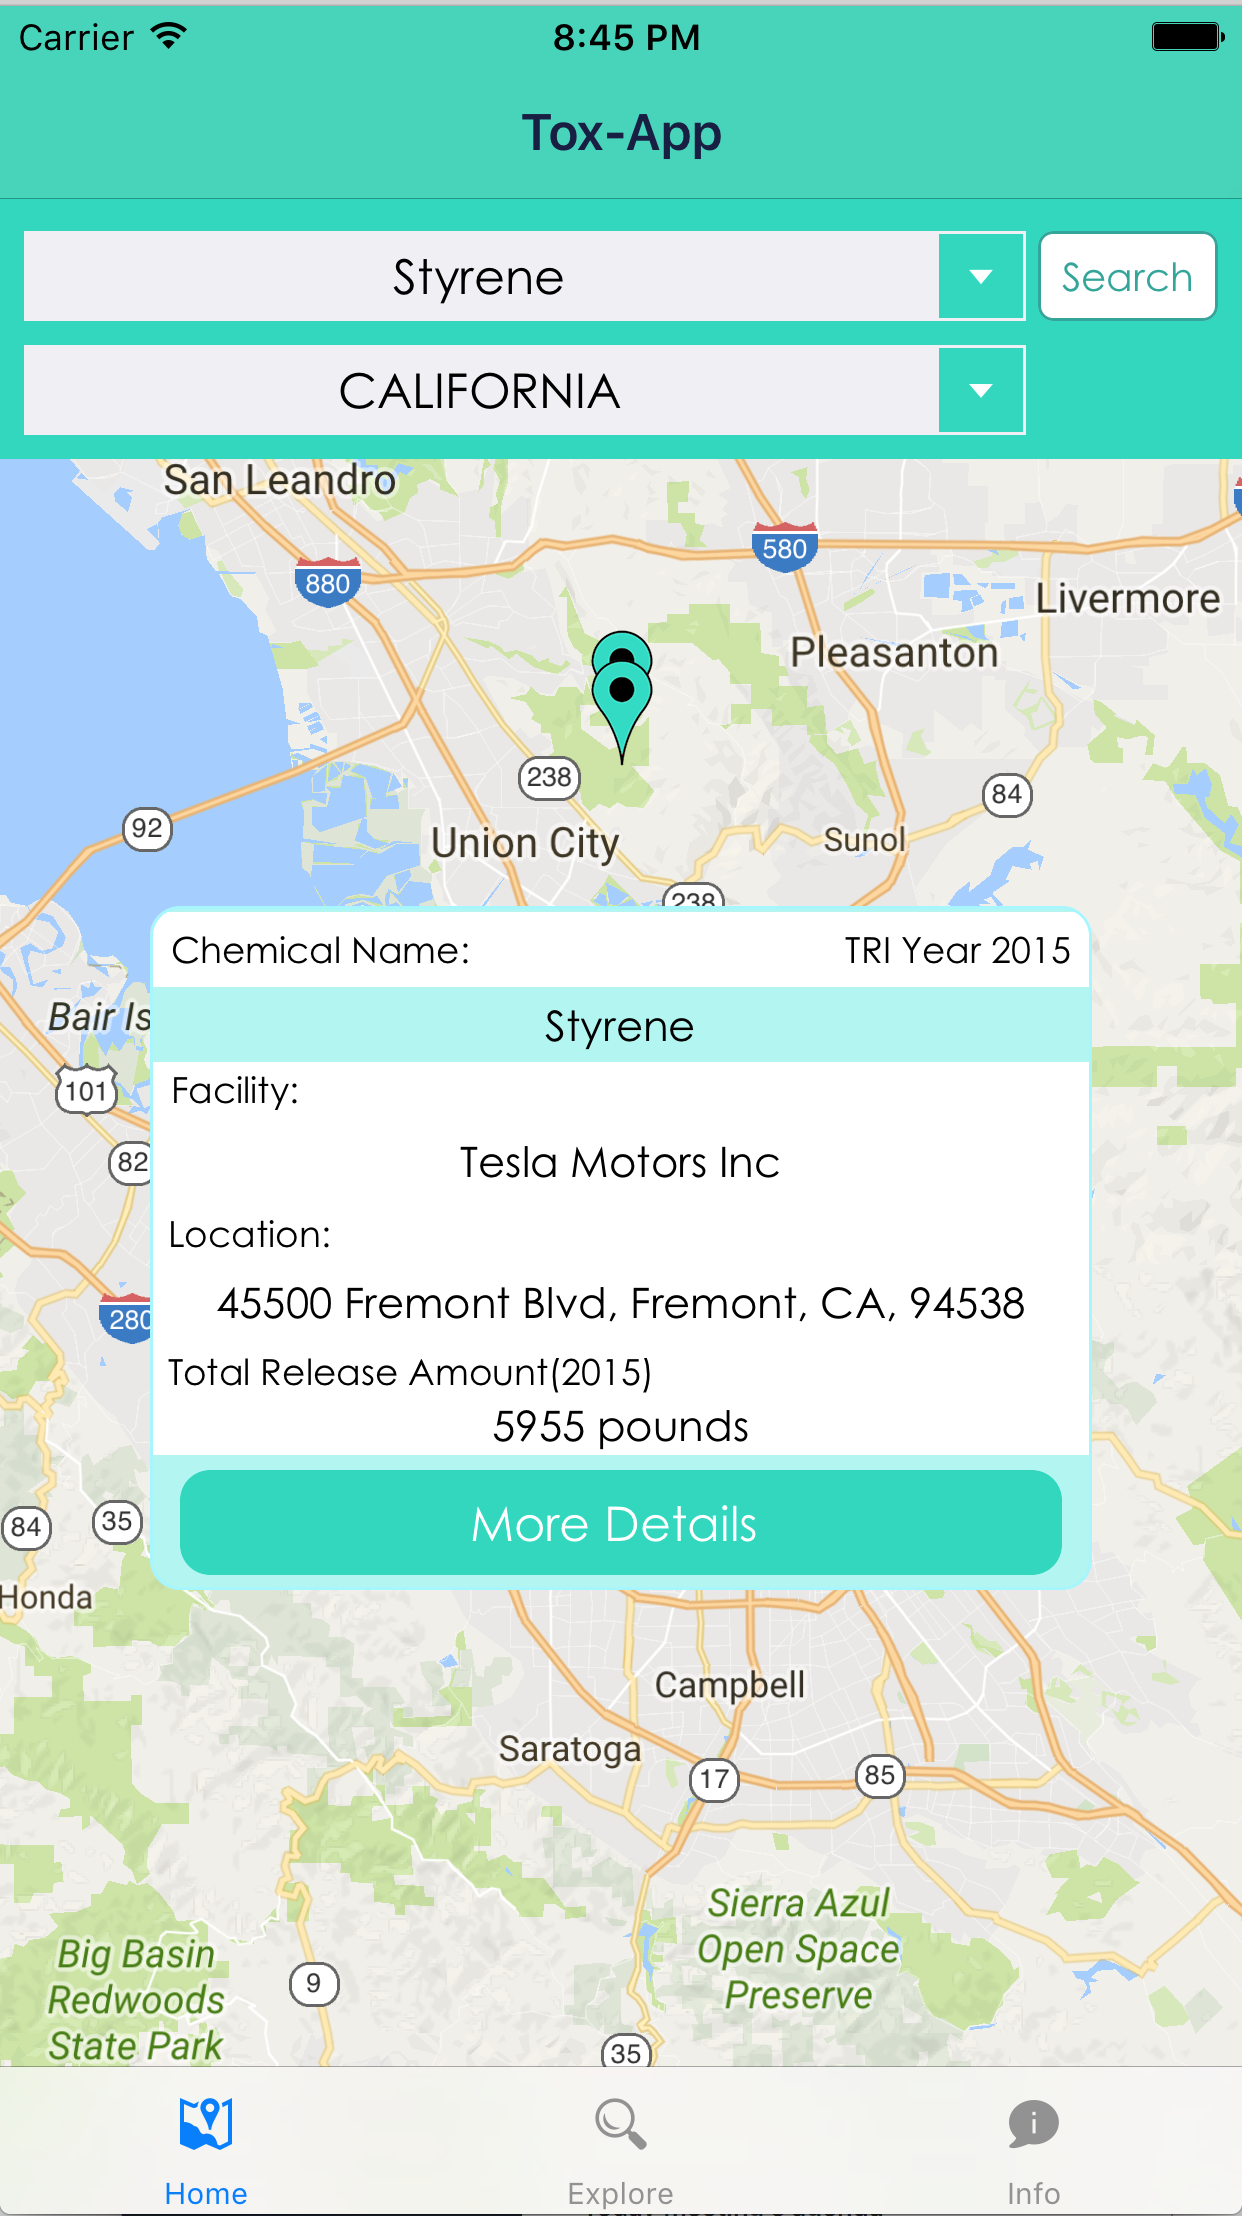 Carrier
8:45 PM
Tox-App
Styrene
Search
CALIFORNIA
San Leandro
580
880
Livermore
Pleasanton
238
84
92
Union City
Sunol
238
Chemical Name:
TRI Year 2015
Bair Is
Styrene
101
Facility:
82
Tesla Motors Inc
Location:
45500 Fremont Blvd, Fremont, CA, 94538
280
Total Release Amount(2015)
5955 pounds
84
35
More Details
Honda
Campbell
Saratoga
17
85
Sierra Azul
Open Space
Preserve
Big Basin
Redwoods
State Park
9
35
Home
Explore
Info